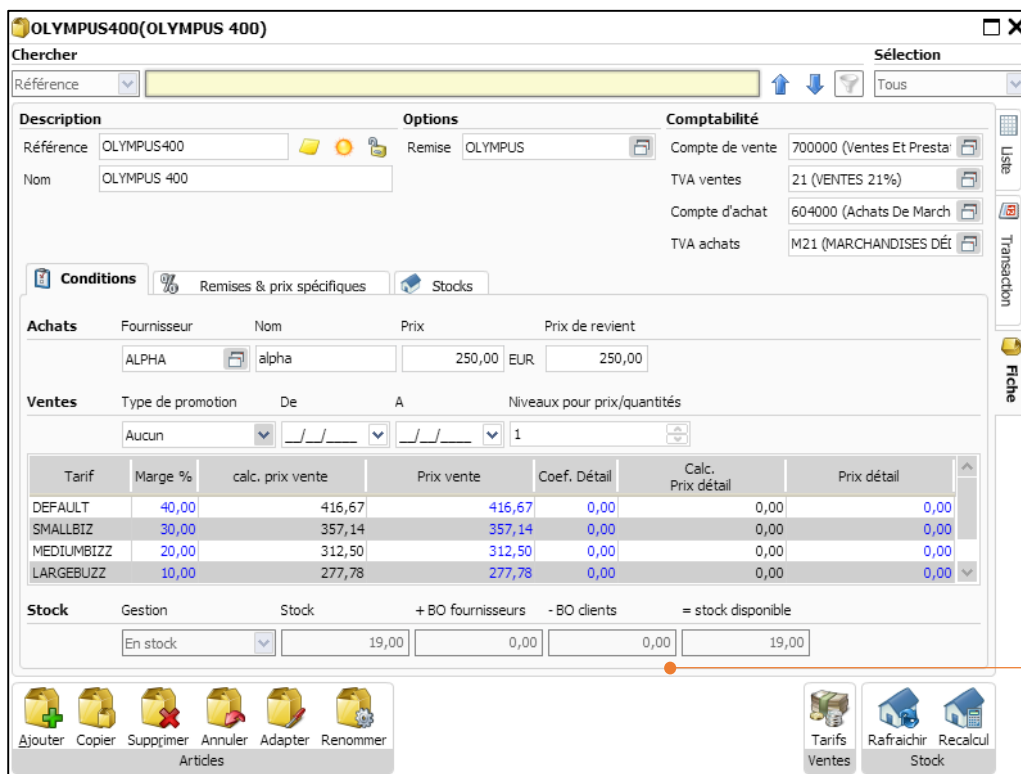 OLYMPUS400(OLYMPUS 400)
Chercher Sélection
Référence Tous
Description Options Comptabilité
Référence OLYMPUS400 Remise OLYMPUS Compte de vente 700000 (Ventes Et Presta
Nom OLYMPUS 400 TVA ventes 21 (VENTES 21%)
Compte d'achat 604000 (Achats De March
TVA achats M21 (MARCHANDISES DÉ
Liste
Transaction
Fiche
Conditions Remises & prix spécifiques Stocks
Achats Fournisseur Nom Prix Prix de revient
ALPHA alpha 250,00 EUR 250,00
Ventes Type de promotion De A Niveaux pour prix/quantités
Aucun __/__/____ __/__/____ 1
Tarif Marge % calc. prix vente Prix vente Coef. Détail Calc. Prix détail Prix détail
DEFAULT 40,00 416,67 416,67 0,00 0,00 0,00
SMALLBIZ 30,00 357,14 357,14 0,00 0,00 0,00
MEDIUMBIZZ 20,00 312,50 312,50 0,00 0,00 0,00
LARGEBUZZ 10,00 277,78 277,78 0,00 0,00 0,00
Stock Gestion Stock + BO fournisseurs - BO clients = stock disponible
En stock 19,00 0,00 0,00 19,00
Ajouter Copier Supprimer Annuler Adapter Renommer Tarifs Rafraichir Recalcul
Articles Ventes Stock